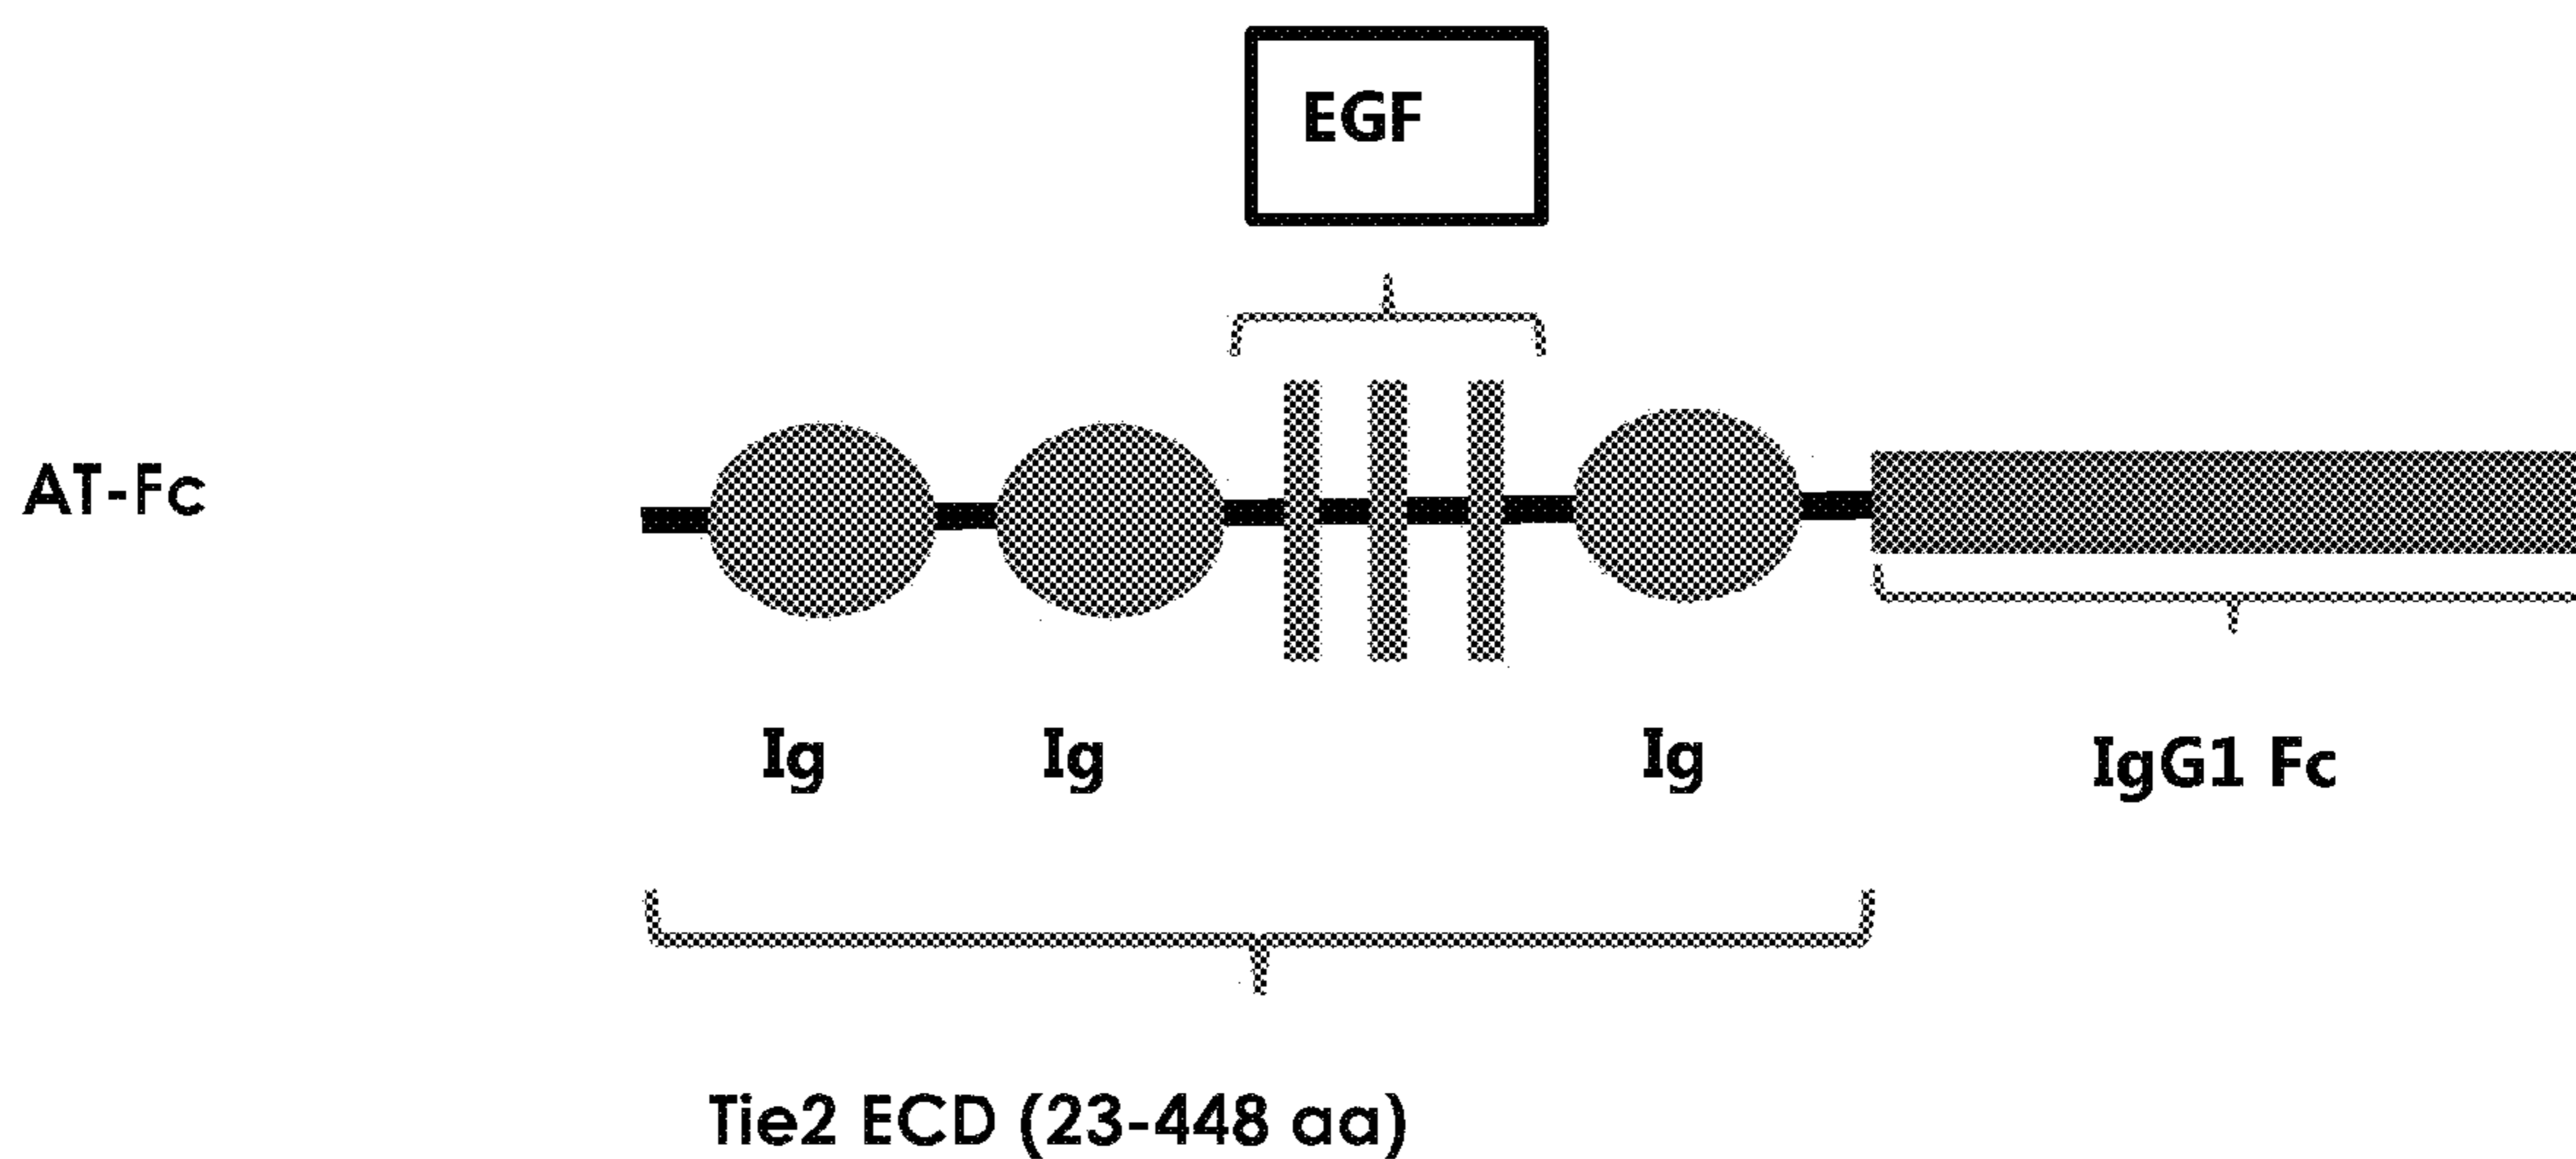 EGF
AT-Fc
Ig
Ig
Ig
IgG1 Fc
Tie2 ECD (23-448 aa)